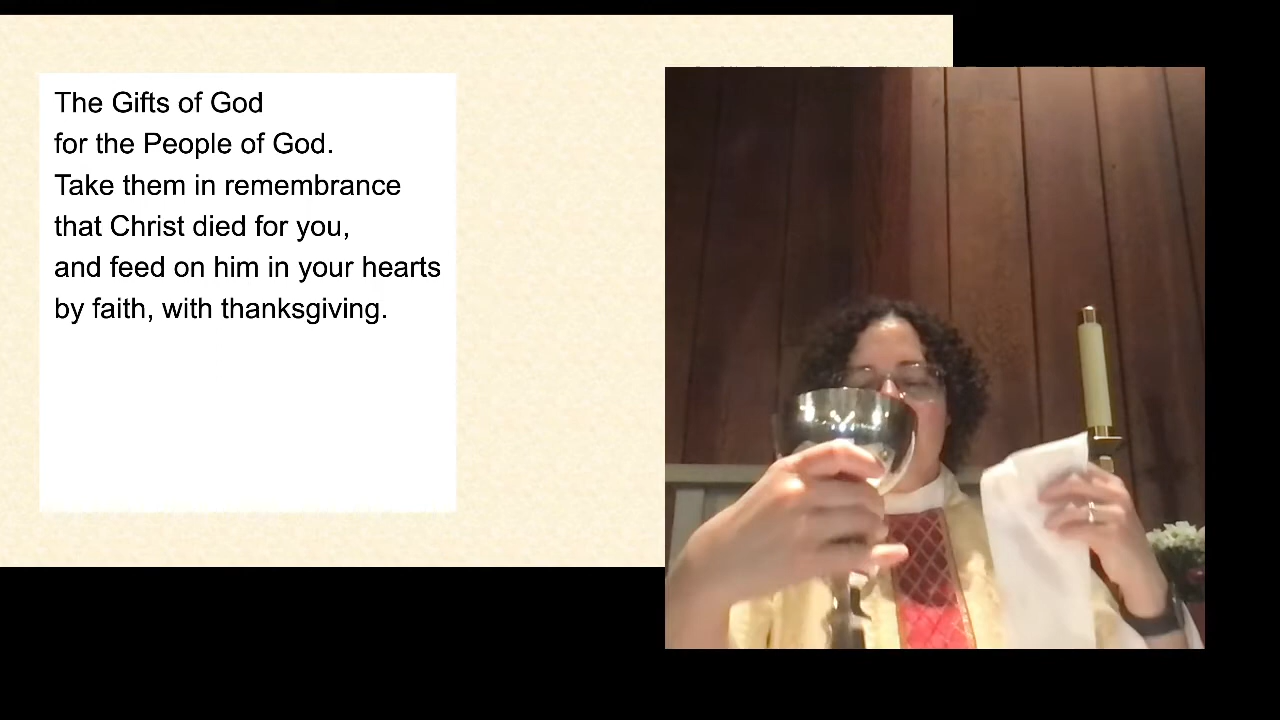 The Gifts of God
for the People of God.
Take them in remembrance
that Christ died for you,
and feed on him in your hearts
by faith, with thanksgiving.